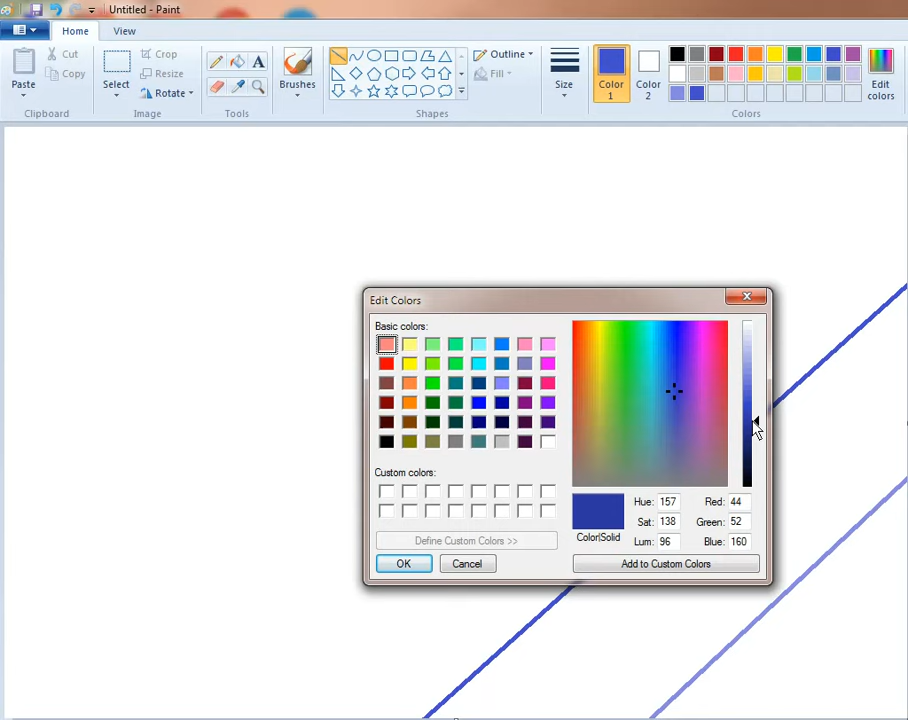 Untitled - Paint
Home View
Paste
Cut
Copy
Clipboard
Select
Crop
Resize
Rotate
Image
A
Tools
Brushes
Outline
Fill
Shapes
Size
Color
1
Color
2
Edit
colors
Colors
Edit Colors
Basic colors:
Custom colors:
Define Custom Colors >>
OK Cancel
Color|Solid
Hue: 157 Red: 44
Sat: 138 Green: 52
Lum: 96 Blue: 160
Add to Custom Colors